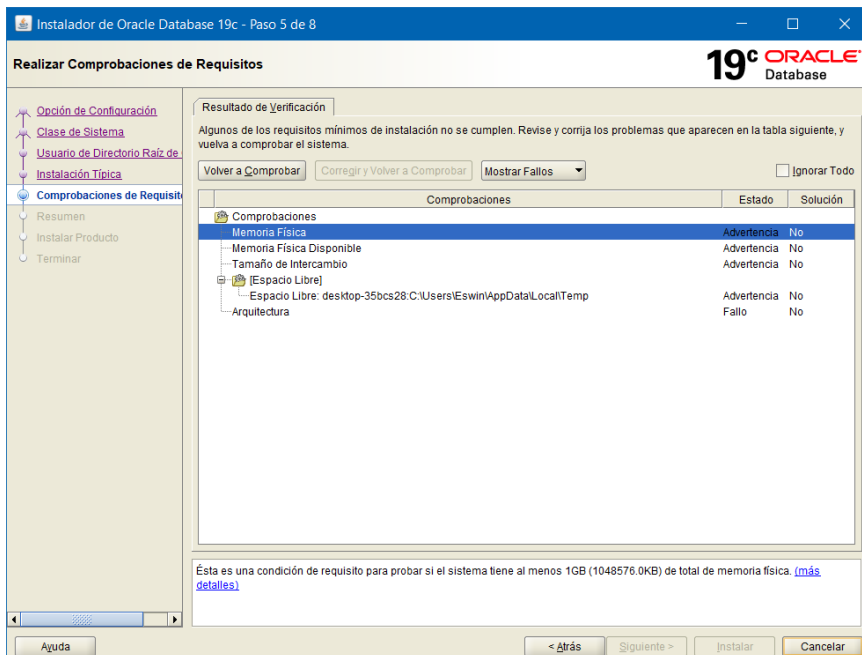 Instalador de Oracle Database 19c - Paso 5 de 8
Realizar Comprobaciones de Requisitos
19c ORACLE
Database
Opción de Configuración
Clase de Sistema
Usuario de Directorio Raíz de
Instalación Típica
Comprobaciones de Requisit
Resumen
Instalar Producto
Terminar
Resultado de Verificación
Algunos de los requisitos mínimos de instalación no se cumplen. Revise y corrija los problemas que aparecen en la tabla siguiente, y
vuelva a comprobar el sistema.
Volver a Comprobar Corregir y Volver a Comprobar Mostrar Fallos Ignorar Todo
Comprobaciones Estado Solución
Comprobaciones
Memoria Física Advertencia No
Memoria Física Disponible Advertencia No
Tamaño de Intercambio Advertencia No
[Espacio Libre]
Espacio Libre: desktop-35bcs28:C:\Users\Eswin\AppData\Local\Temp Advertencia No
Arquitectura Fallo No
Ésta es una condición de requisito para probar si el sistema tiene al menos 1GB (1048576.0KB) de total de memoria física. (más
detalles)
Ayuda < Atrás Siguiente > Instalar Cancelar